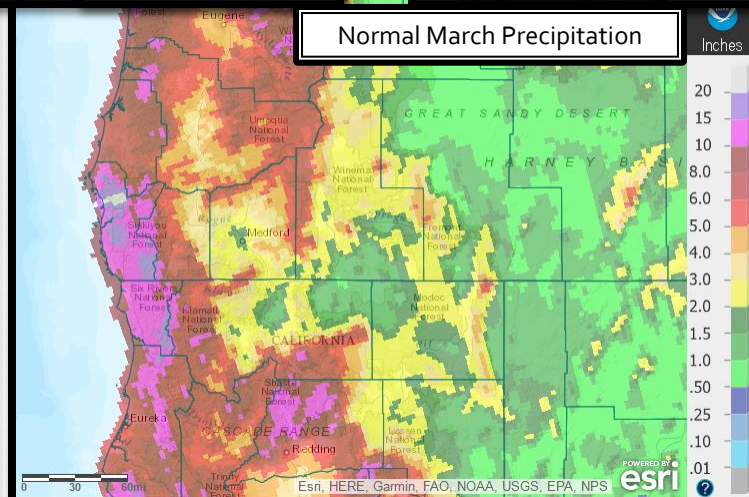 Forest
Eugene
Normal March Precipitation
Inches
20
15
10
8.0
6.0
5.0
4.0
3.0
2.0
1.5
1.0
.50
.25
.10
.01
GREAT SANDY DESERT
Umpqua
National
Forest
HARNEY BASI
Winema
National
Forest
Rogue
Medford
Siskiyou
National
Forest
Fremont
National
Forest
Six Rivers
National
Forest
Klamath
National
Forest
Modoc
National
Forest
CALIFORNIA
Pit
Shasta
National
Forest
Eureka
CASCADE RANGE
Redding
Lassen
National
Forest
Trinity
National
Forest
0 30 60mi
Esri, HERE, Garmin, FAO, NOAA, USGS, EPA, NPS
POWERED BY
esri
?